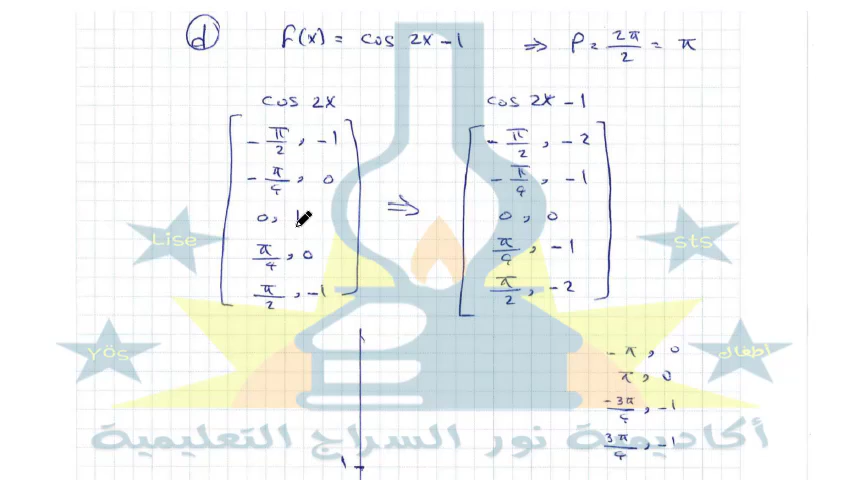 d f(x) = cos 2x - 1 ⇒ P = 2π/2 = π
cos 2x cos 2x - 1
-π/2, -1 -π/2, -2
-π/4, 0 -π/4, -1
0, 1 ⇒ 0, 0
π/4, 0 π/4, -1
π/2, -1 π/2, -2
Lise sts
Yös اطفال
-π, 0
π, 0
-3π/4, -1
3π/4, -1
أكاديمية نور السراج التعليمية
1